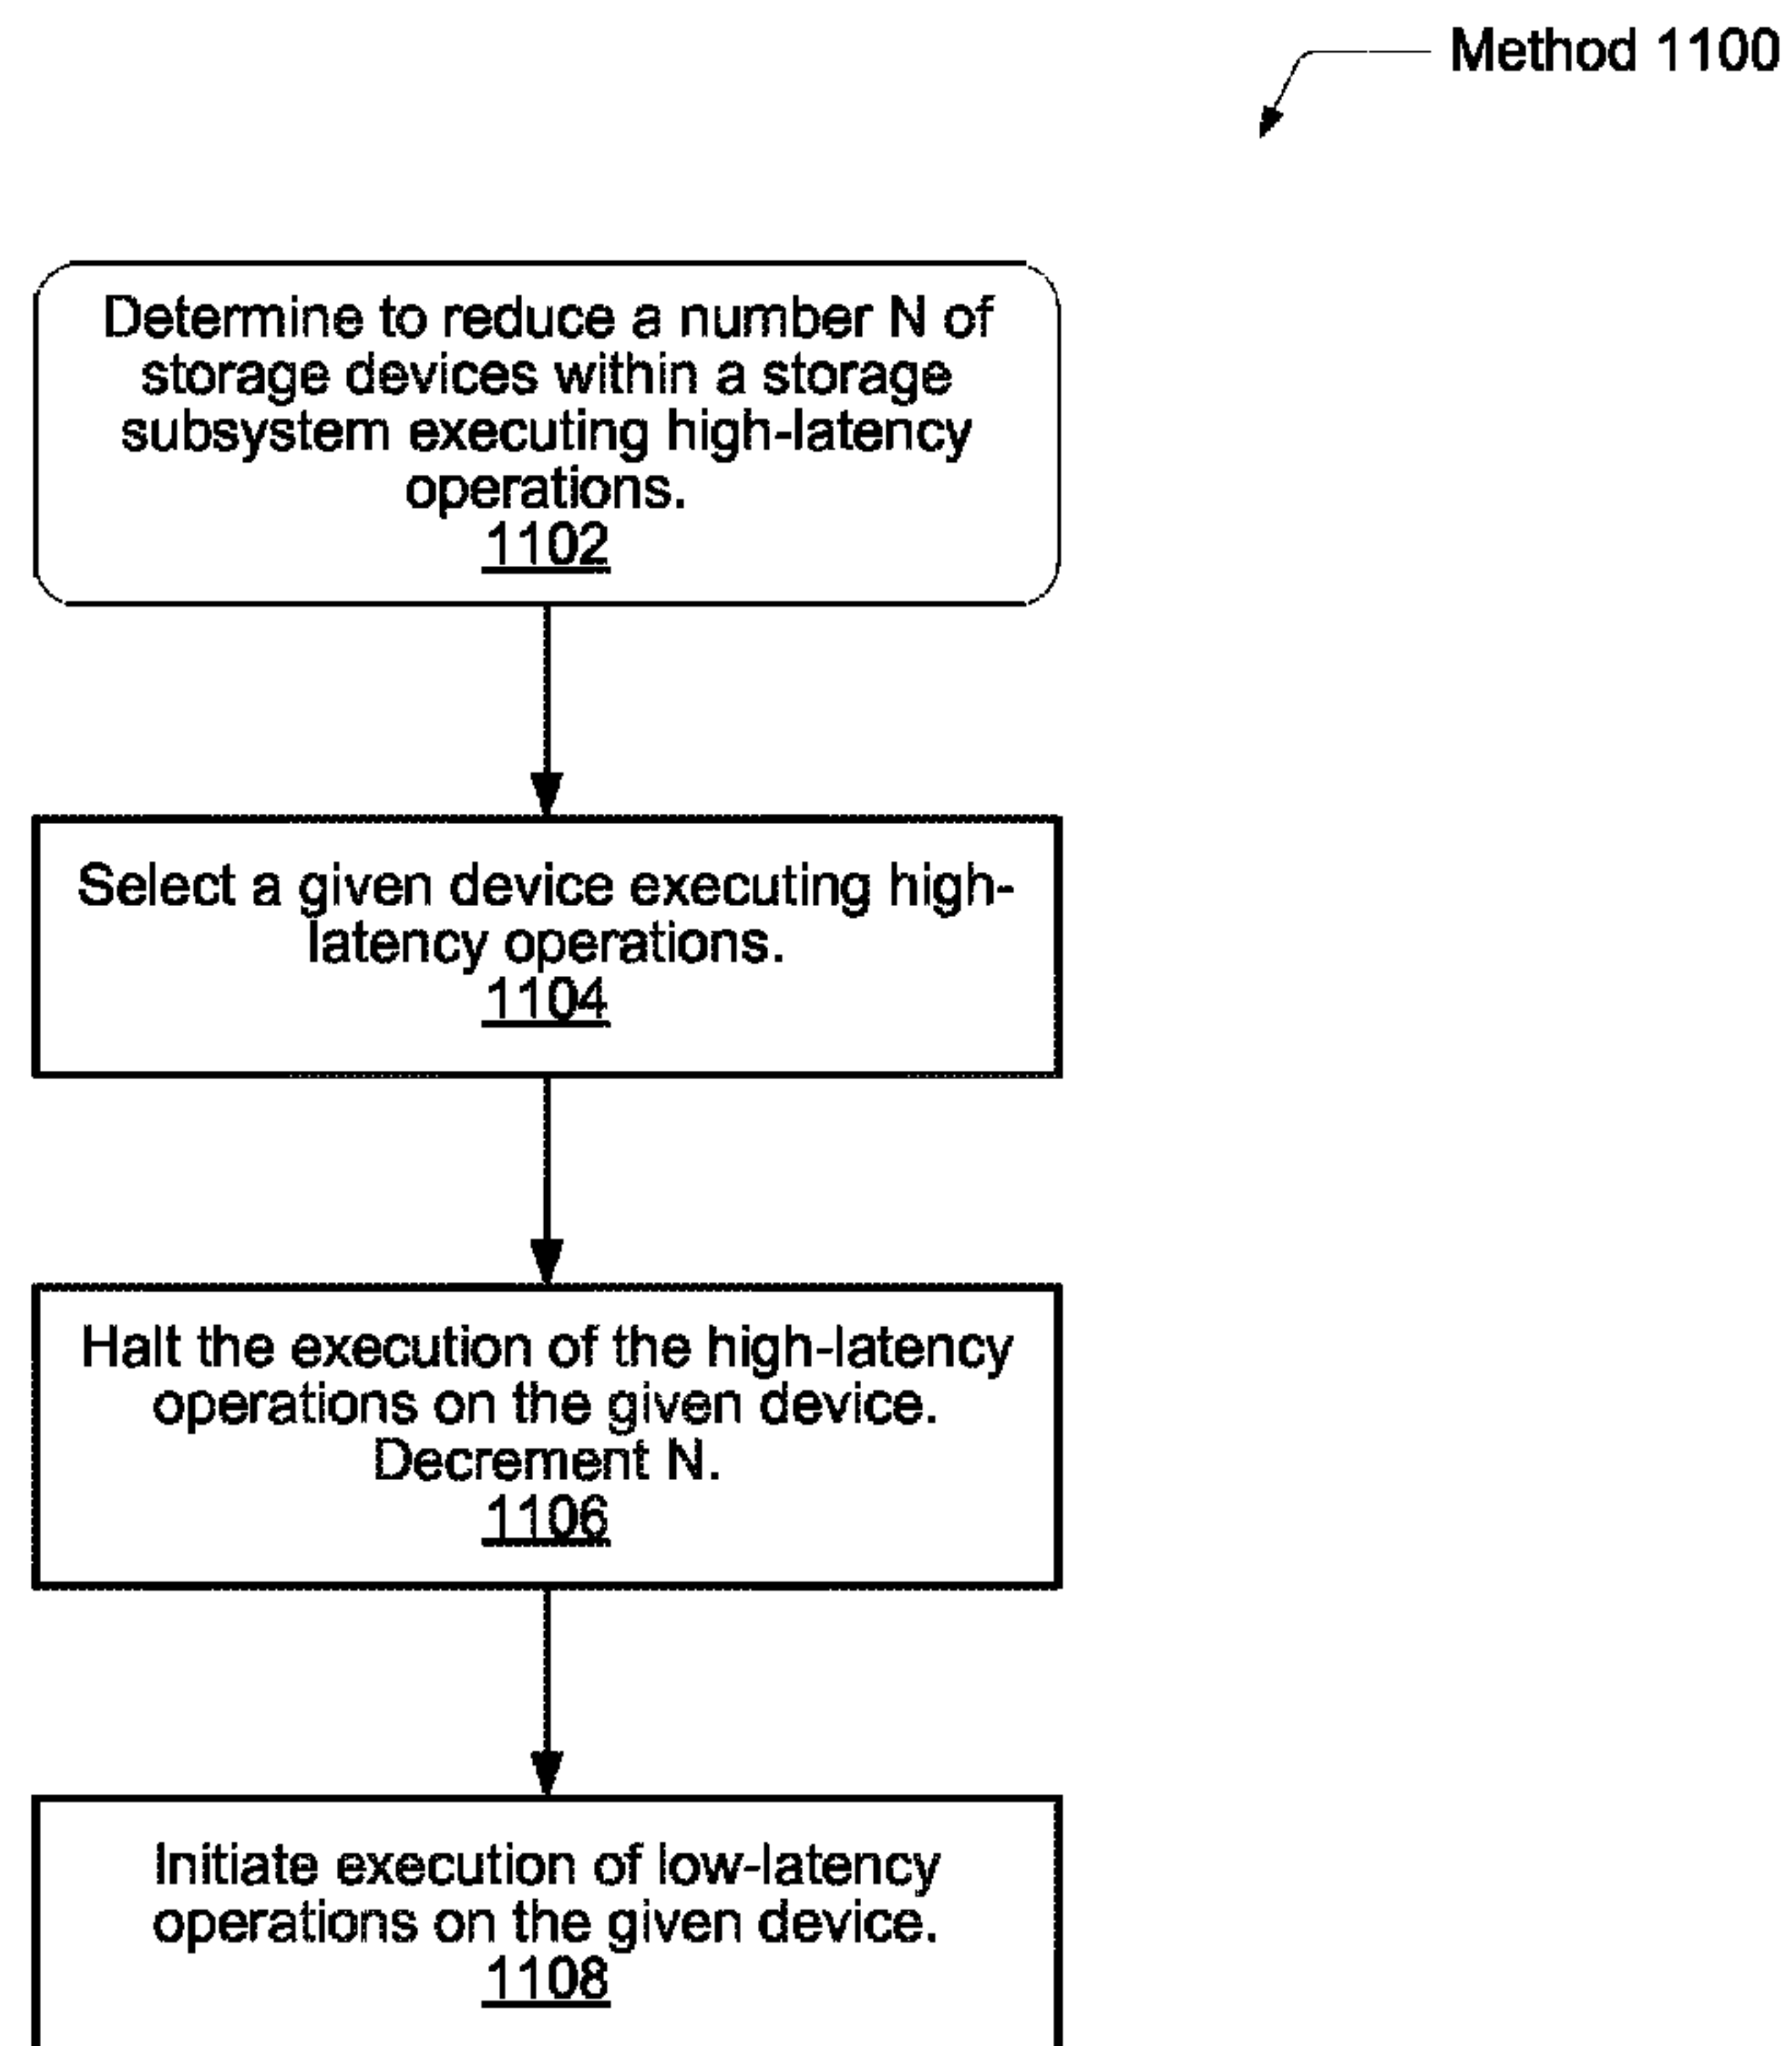 Method 1100
Determine to reduce a number N of
storage devices within a storage
subsystem executing high-latency
operations.
1102
Select a given device executing high-
latency operations.
1104
Halt the execution of the high-latency
operations on the given device.
Decrement N.
1106
Initiate execution of low-latency
operations on the given device.
1108